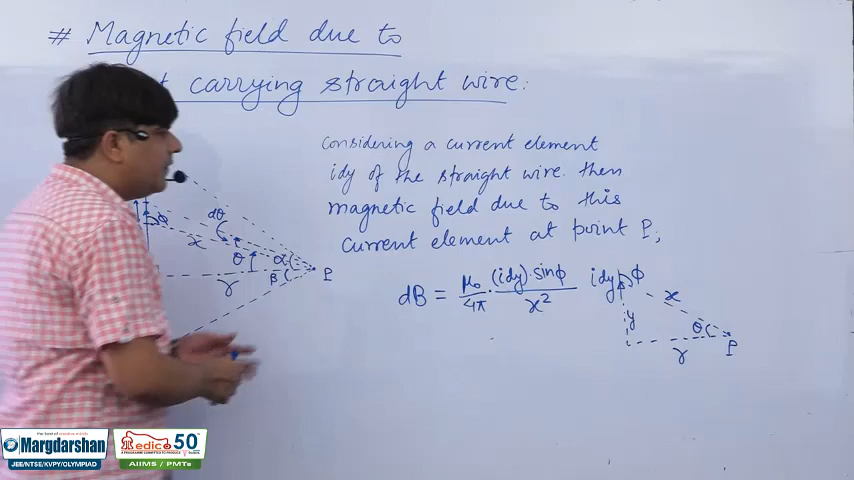 # Magnetic field due to
carrying straight wire:
Considering a current element
idy of the straight wire. then
magnetic field due to this
current element at point P,
dθ
ϕ
x
θ
α
β
r
P
dB = μ₀/4π · (idy)·sinϕ/x²
idy
ϕ
x
y
θ
r
P
Margdarshan
JEE/NTSE/KVPY/OLYMPIAD
Medico 50
AIIMS / PMTs